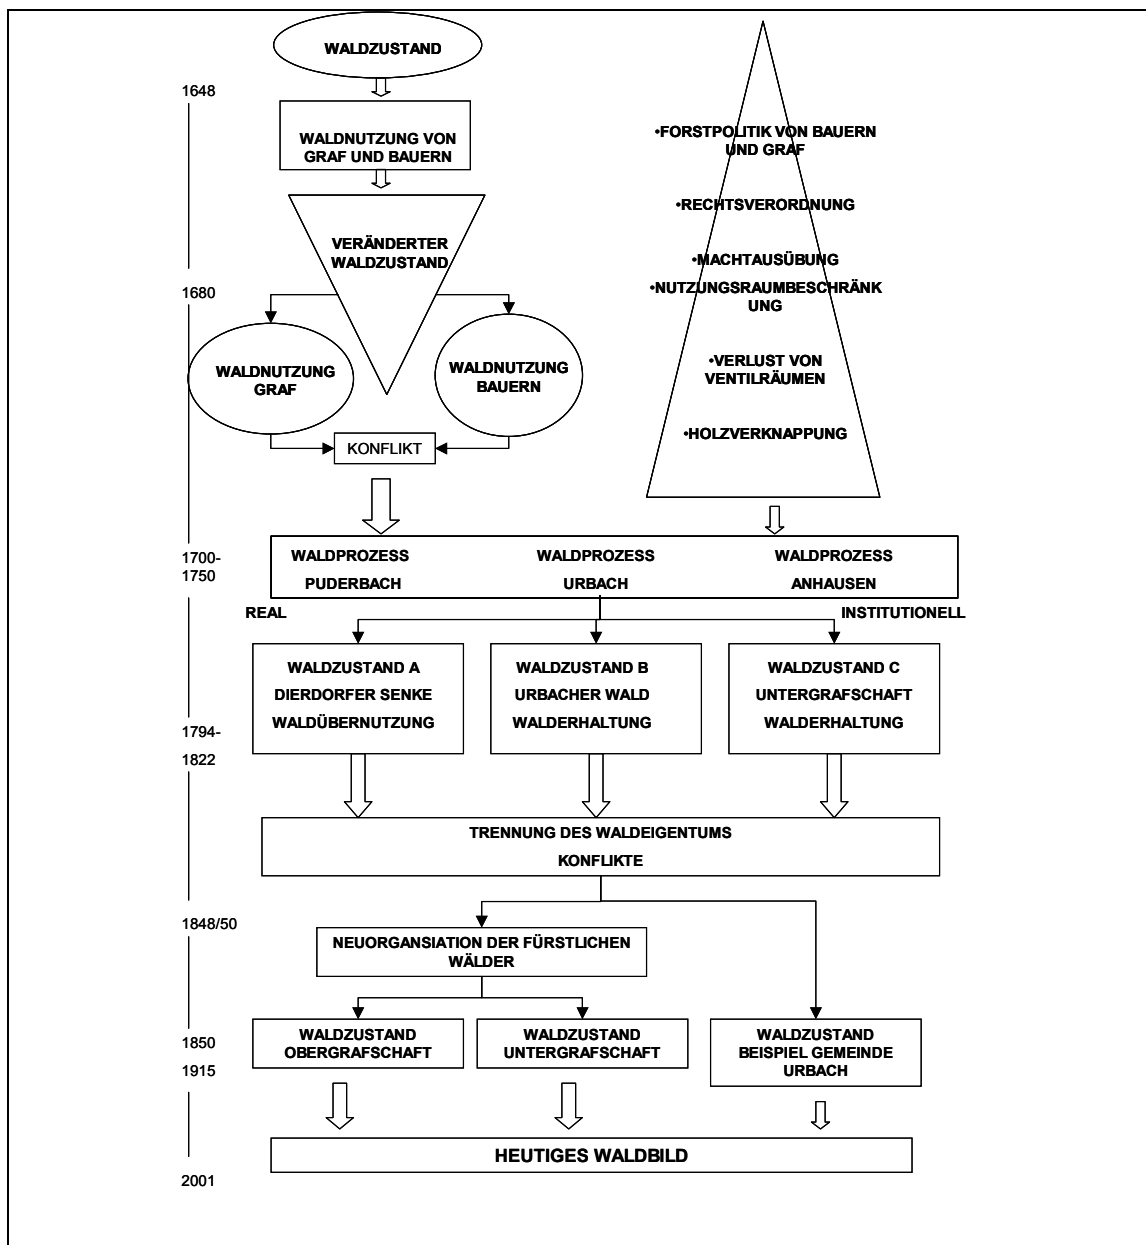 WALDZUSTAND
1648
WALDNUTZUNG VON
GRAF UND BAUERN
•FORSTPOLITIK VON BAUERN
UND GRAF
•RECHTSVERORDNUNG
VERÄNDERTER
WALDZUSTAND
•MACHTAUSÜBUNG
•NUTZUNGSRAUMBESCHRÄNK
UNG
1680
WALDNUTZUNG
GRAF
WALDNUTZUNG
BAUERN
•VERLUST VON
VENTILRÄUMEN
•HOLZVERKNAPPUNG
KONFLIKT
1700-
1750
WALDPROZESS
PUDERBACH
WALDPROZESS
URBACH
WALDPROZESS
ANHAUSEN
REAL
INSTITUTIONELL
WALDZUSTAND A
DIERDORFER SENKE
WALDÜBERNUTZUNG
WALDZUSTAND B
URBACHER WALD
WALDERHALTUNG
WALDZUSTAND C
UNTERGRAFSCHAFT
WALDERHALTUNG
1794-
1822
TRENNUNG DES WALDEIGENTUMS
KONFLIKTE
1848/50
NEUORGANSIATION DER FÜRSTLICHEN
WÄLDER
1850
1915
WALDZUSTAND
OBERGRAFSCHAFT
WALDZUSTAND
UNTERGRAFSCHAFT
WALDZUSTAND
BEISPIEL GEMEINDE
URBACH
HEUTIGES WALDBILD
2001